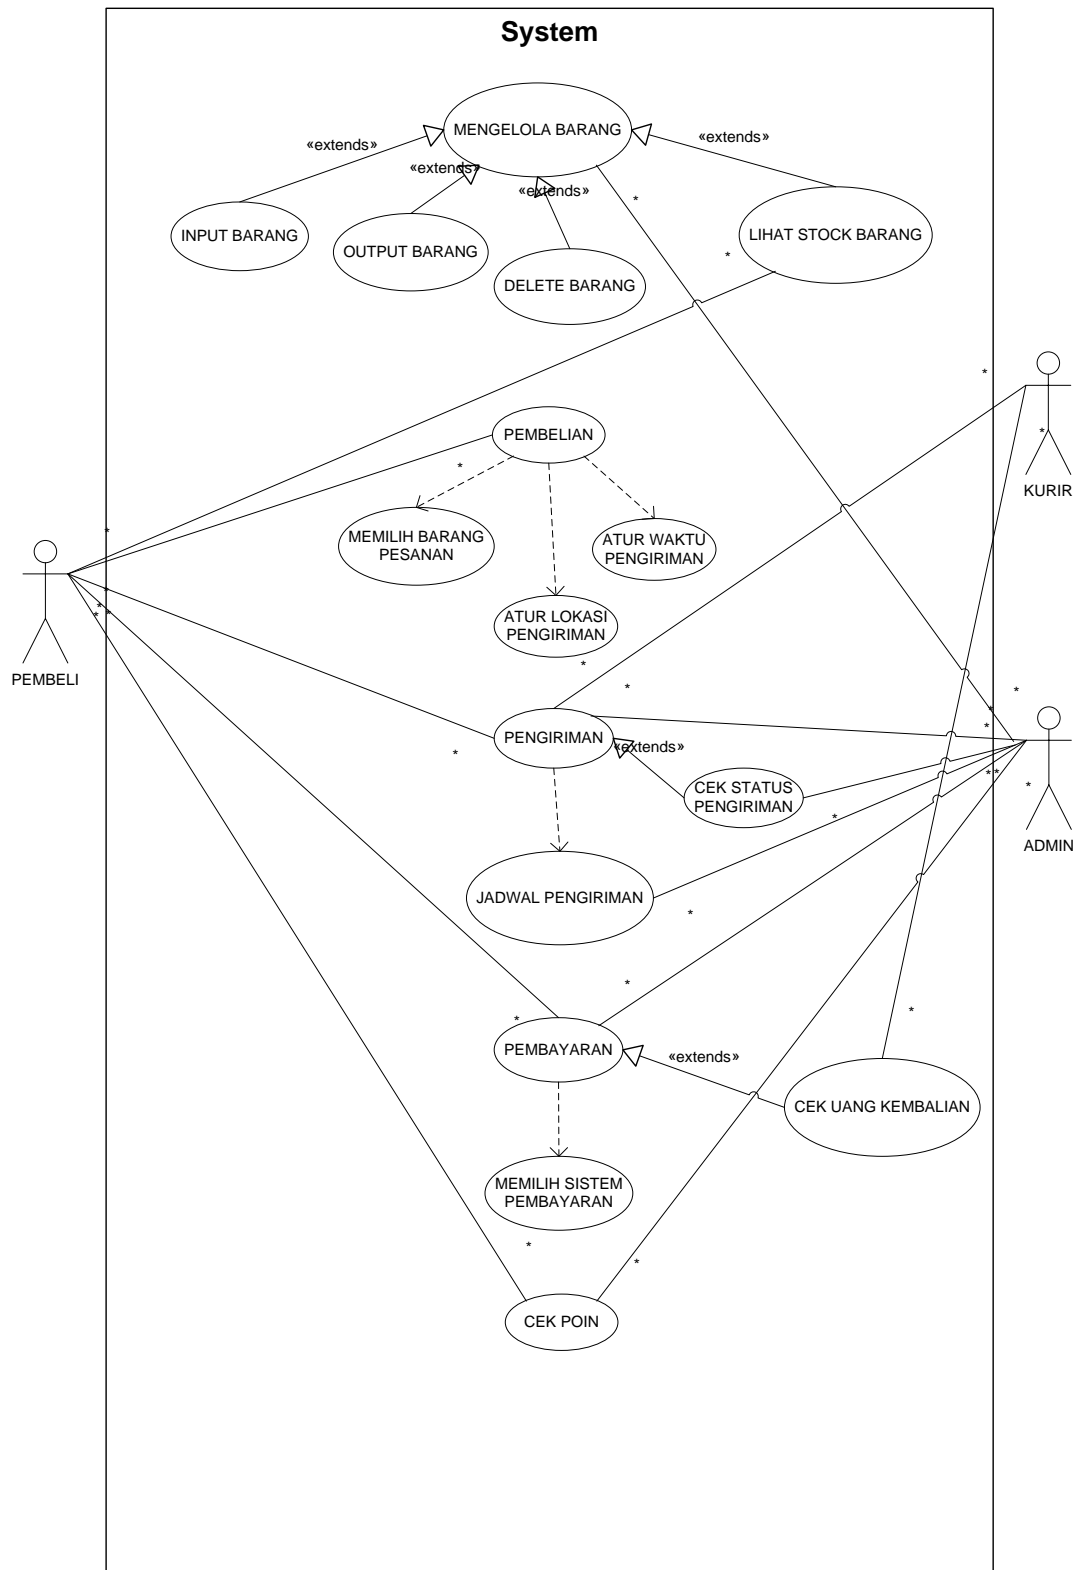 System
MENGELOLA BARANG
«extends»
«extends»
«extends»
«extends»
*
INPUT BARANG
OUTPUT BARANG
DELETE BARANG
LIHAT STOCK BARANG
*
*
*
KURIR
PEMBELIAN
*
MEMILIH BARANG
PESANAN
ATUR WAKTU
PENGIRIMAN
*
ATUR LOKASI
PENGIRIMAN
*
*
*
*
PEMBELI
*
*
*
*
*
PENGIRIMAN
«extends»
*
*
*
*
CEK STATUS
PENGIRIMAN
*
*
ADMIN
JADWAL PENGIRIMAN
*
*
*
*
PEMBAYARAN
«extends»
CEK UANG KEMBALIAN
MEMILIH SISTEM
PEMBAYARAN
*
*
CEK POIN